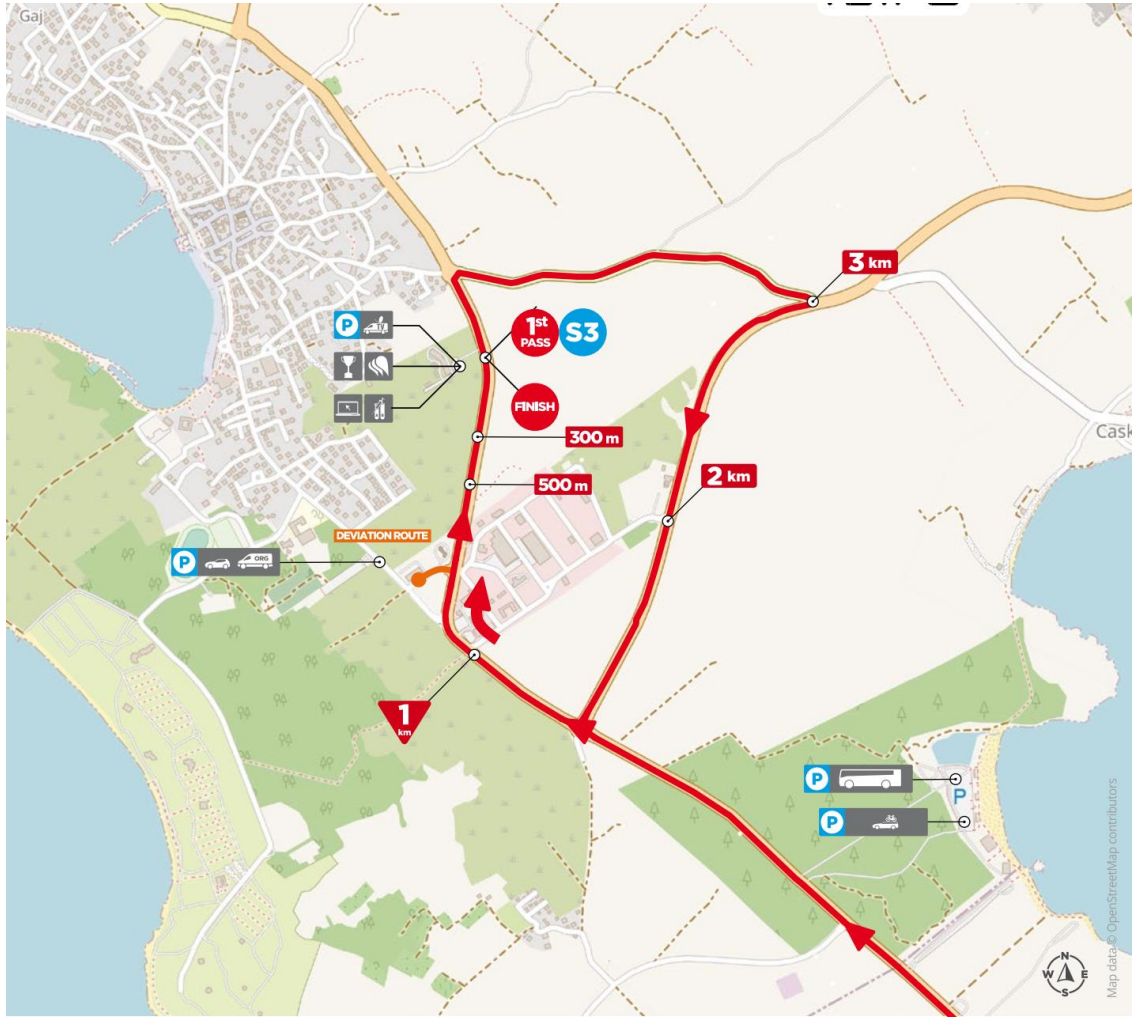 Gaj
3 km
P
TV
1st
PASS
S3
FINISH
300 m
500 m
2 km
Cask
DEVIATION ROUTE
P
ORG
1
km
P
P
P
N
W E
S
Map data © OpenStreetMap contributors